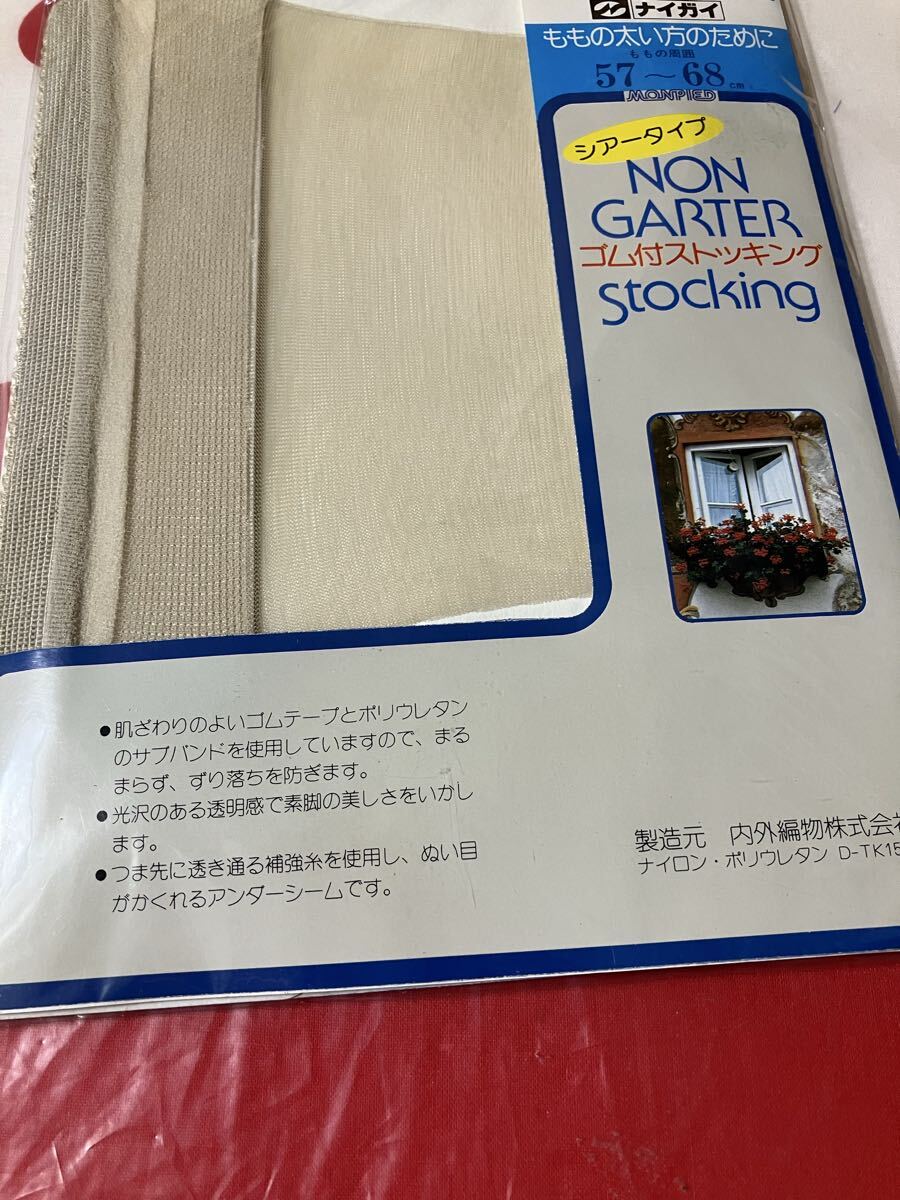 ナイガイ
ももの太い方のために
ももの周囲
57〜68cm
MONPIED
シアータイプ
NON
GARTER
ゴム付ストッキング
Stocking
●肌ざわりのよいゴムテープとポリウレタン
のサブバンドを使用していますので、まる
まらず、ずり落ちを防ぎます。
●光沢のある透明感で素脚の美しさをいかし
ます。
●つま先に透き通る補強糸を使用し、ぬい目
がかくれるアンダーシームです。
製造元 内外編物株式会社
ナイロン・ポリウレタン D-TK15